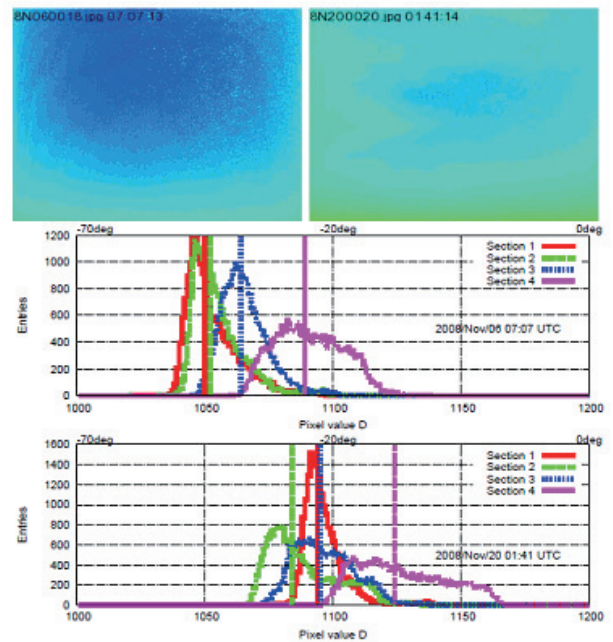 8N060018.jpg 07:07:13
8N200020.jpg 01:41:14
-70deg -20deg 0deg
1200
1000
800
600
400
200
0
Entries
Section 1
Section 2
Section 3
Section 4
2008/Nov/06 07:07 UTC
1000 1050 1100 1150 1200
Pixel value D
-70deg -20deg 0deg
1600
1400
1200
1000
800
600
400
200
0
Entries
Section 1
Section 2
Section 3
Section 4
2008/Nov/20 01:41 UTC
1000 1050 1100 1150 1200
Pixel value D